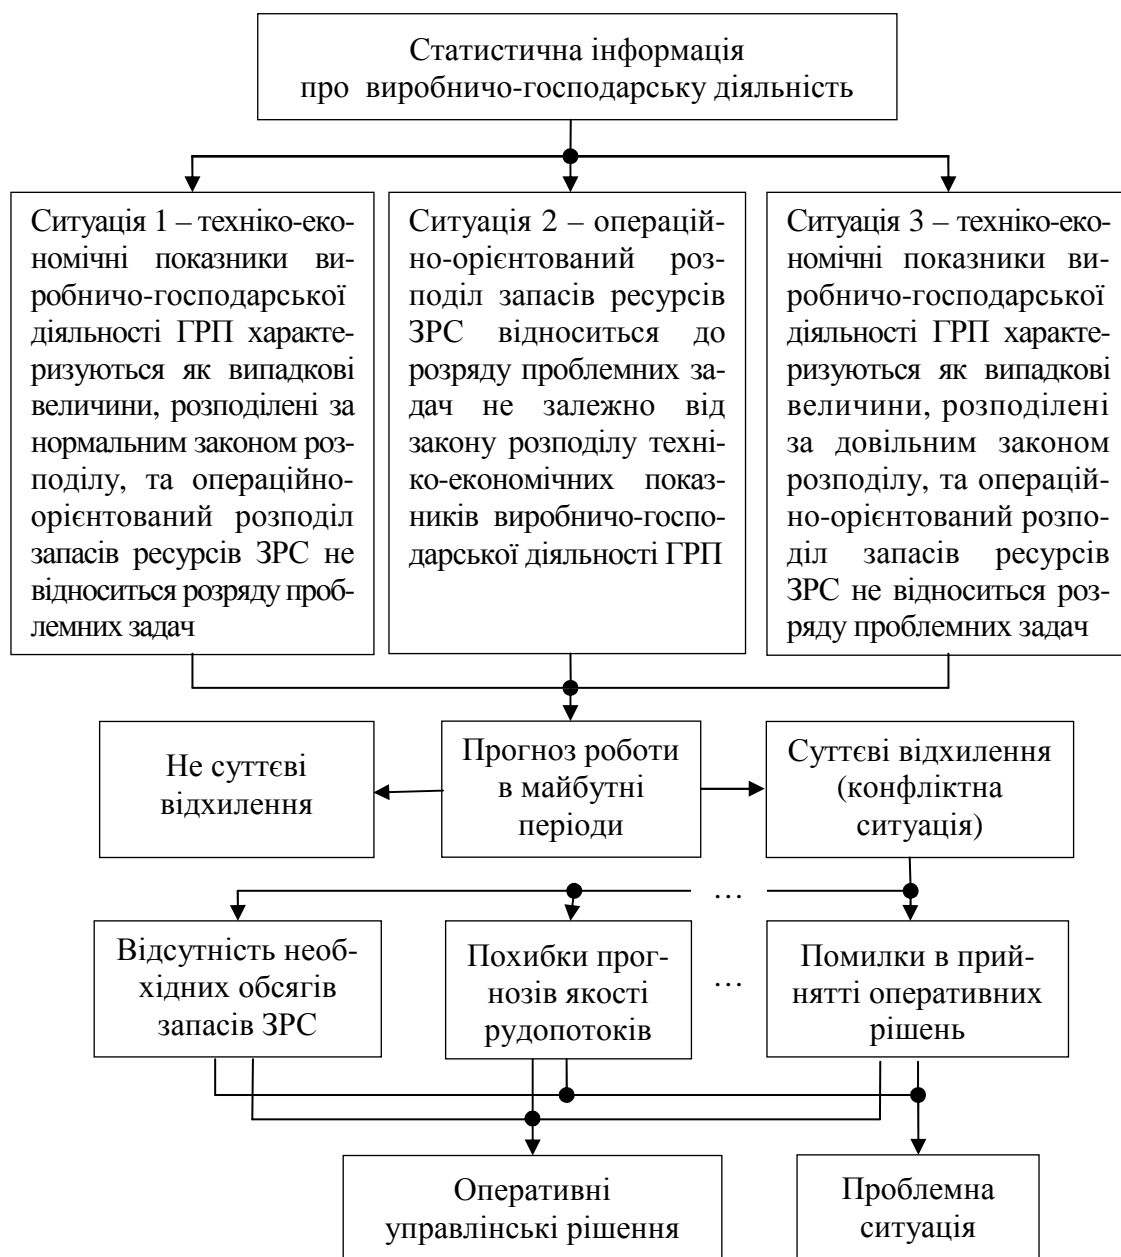 Статистична інформація
про виробничо-господарську діяльність
Ситуація 1 – техніко-еко-
номічні показники ви-
робничо-господарської
діяльності ГРП характе-
ризуються як випадкові
величини, розподілені за
нормальним законом роз-
поділу, та операційно-
орієнтований розподіл
запасів ресурсів ЗРС не
відноситься розряду проб-
лемних задач
Ситуація 2 – операцій-
но-орієнтований роз-
поділ запасів ресурсів
ЗРС відноситься до
розряду проблемних за-
дач не залежно від
закону розподілу техні-
ко-економічних показ-
ників виробничо-госпо-
дарської діяльності ГРП
Ситуація 3 – техніко-еко-
номічні показники ви-
робничо-господарської
діяльності ГРП характе-
ризуються як випадкові
величини, розподілені
за довільним законом
розподілу, та операцій-
но-орієнтований розпо-
діл запасів ресурсів
ЗРС не відноситься роз-
ряду проблемних задач
Не суттєві
відхилення
Прогноз роботи
в майбутні
періоди
Суттєві відхилення
(конфліктна
ситуація)
…
Відсутність необ-
хідних обсягів
запасів ЗРС
Похибки прог-
нозів якості
рудопотоків
…
Помилки в прий-
нятті оперативних
рішень
Оперативні
управлінські рішення
Проблемна
ситуація